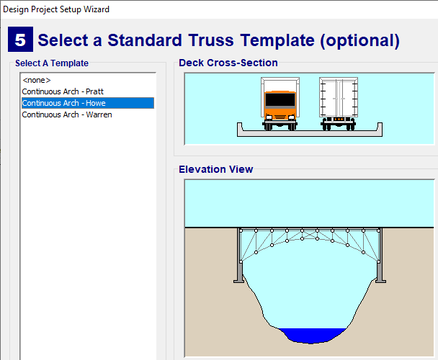 Design Project Setup Wizard
5 Select a Standard Truss Template (optional)
Select A Template
<none>
Continuous Arch - Pratt
Continuous Arch - Howe
Continuous Arch - Warren
Deck Cross-Section
Elevation View